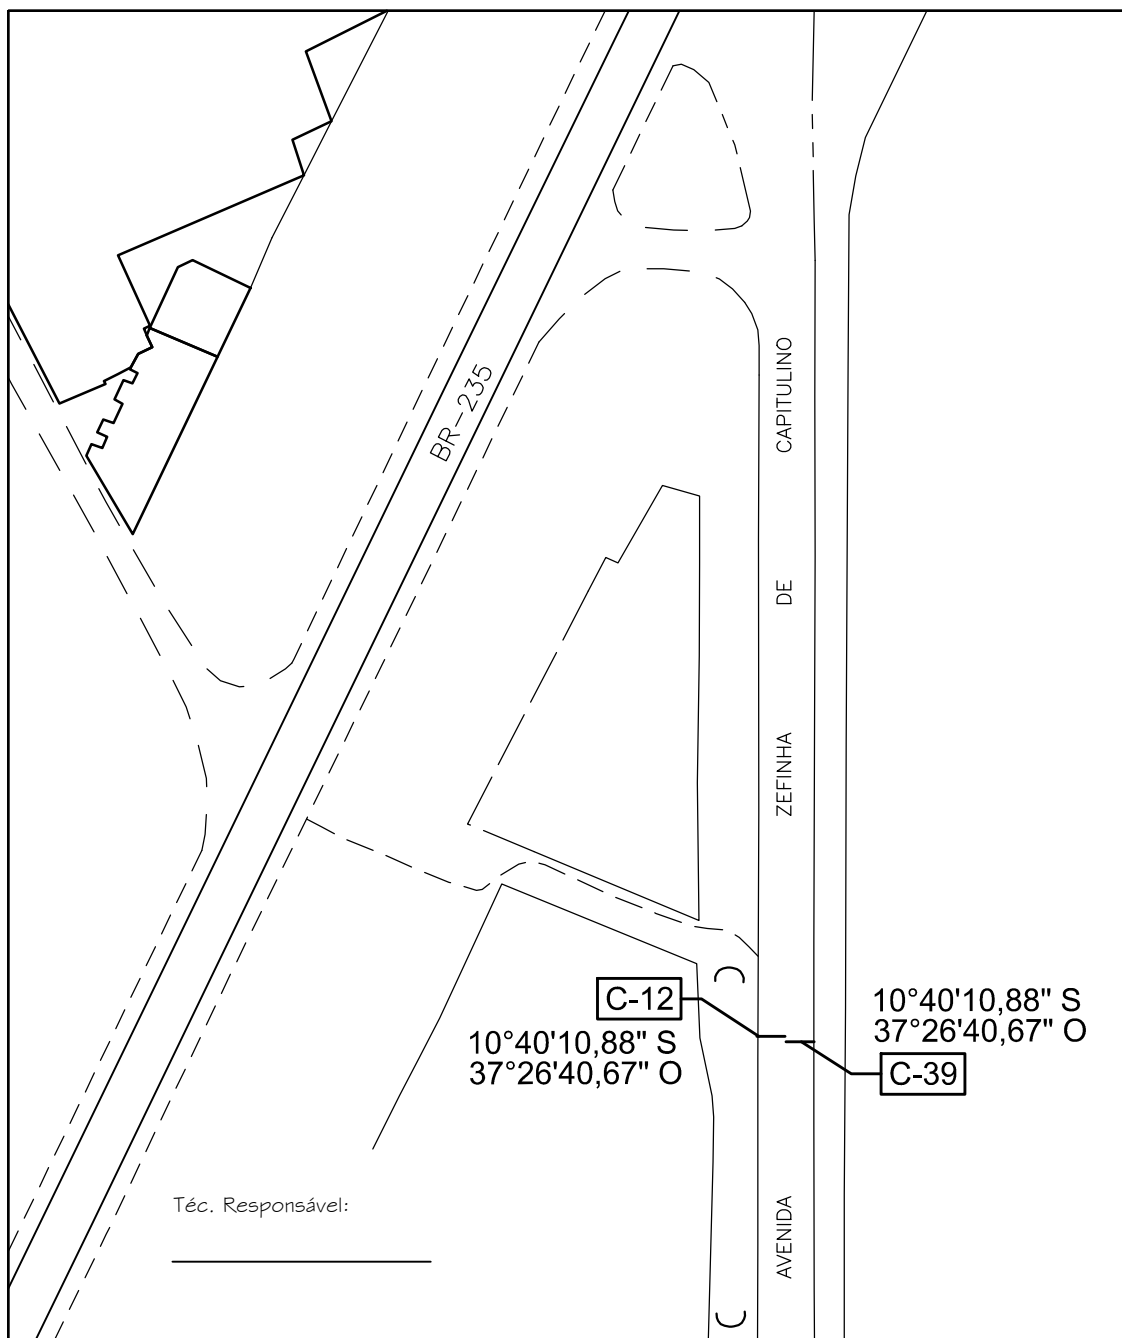 BR-235
CAPITULINO
DE
ZEFINHA
AVENIDA
C-12
10°40'10,88" S
37°26'40,67" O
10°40'10,88" S
37°26'40,67" O
C-39
Téc. Responsável: